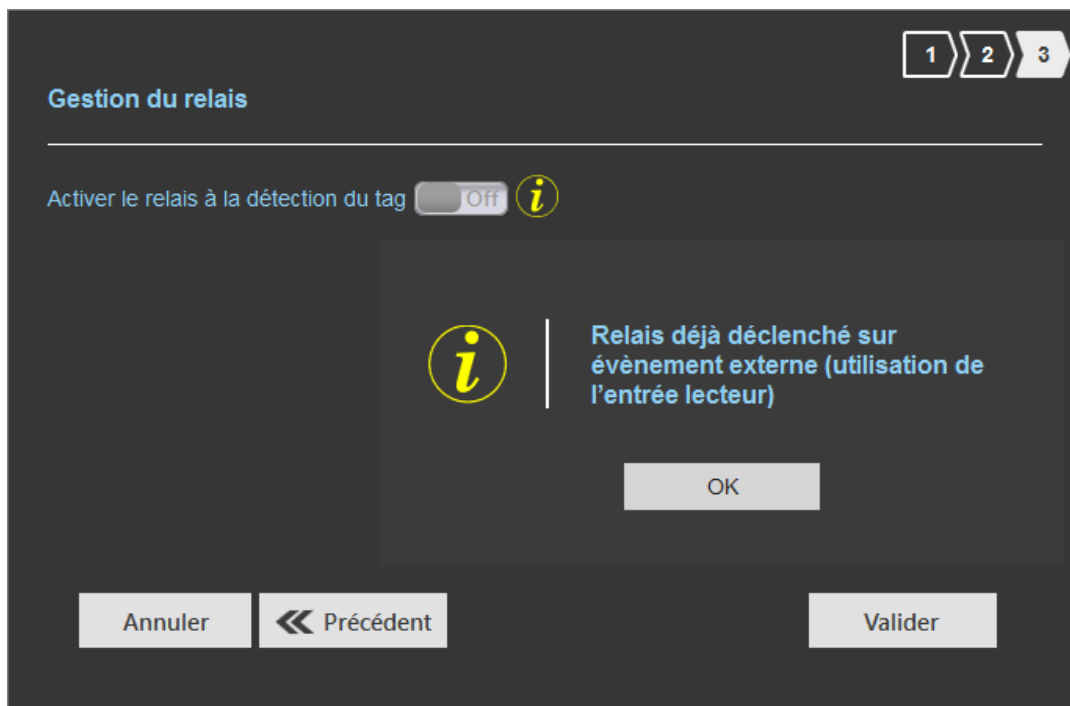 1 2 3
Gestion du relais
Activer le relais à la détection du tag Off i
i
Relais déjà déclenché sur
évènement externe (utilisation de
l'entrée lecteur)
OK
Annuler Précédent Valider